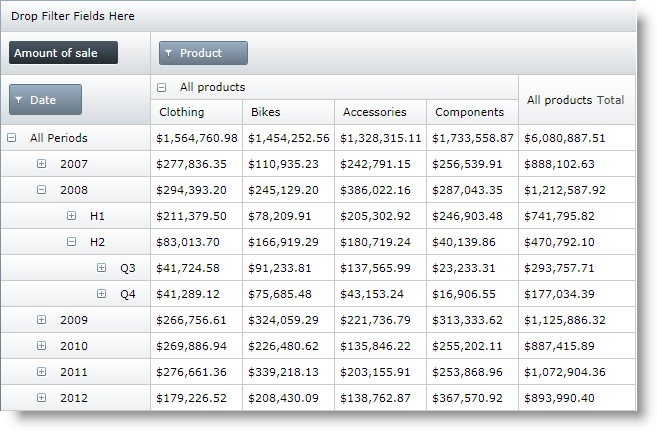 Drop Filter Fields Here
Amount of sale Product
Date All products All products Total
Clothing Bikes Accessories Components
All Periods $1,564,760.98 $1,454,252.56 $1,328,315.11 $1,733,558.87 $6,080,887.51
2007 $277,836.35 $110,935.23 $242,791.15 $256,539.91 $888,102.63
2008 $294,393.20 $245,129.20 $386,022.16 $287,043.35 $1,212,587.92
H1 $211,379.50 $78,209.91 $205,302.92 $246,903.48 $741,795.82
H2 $83,013.70 $166,919.29 $180,719.24 $40,139.86 $470,792.10
Q3 $41,724.58 $91,233.81 $137,565.99 $23,233.31 $293,757.71
Q4 $41,289.12 $75,685.48 $43,153.24 $16,906.55 $177,034.39
2009 $266,756.61 $324,059.29 $221,736.79 $313,333.62 $1,125,886.32
2010 $269,886.94 $226,480.62 $135,846.22 $255,202.11 $887,415.89
2011 $276,661.36 $339,218.13 $203,155.91 $253,868.96 $1,072,904.36
2012 $179,226.52 $208,430.09 $138,762.87 $367,570.92 $893,990.40